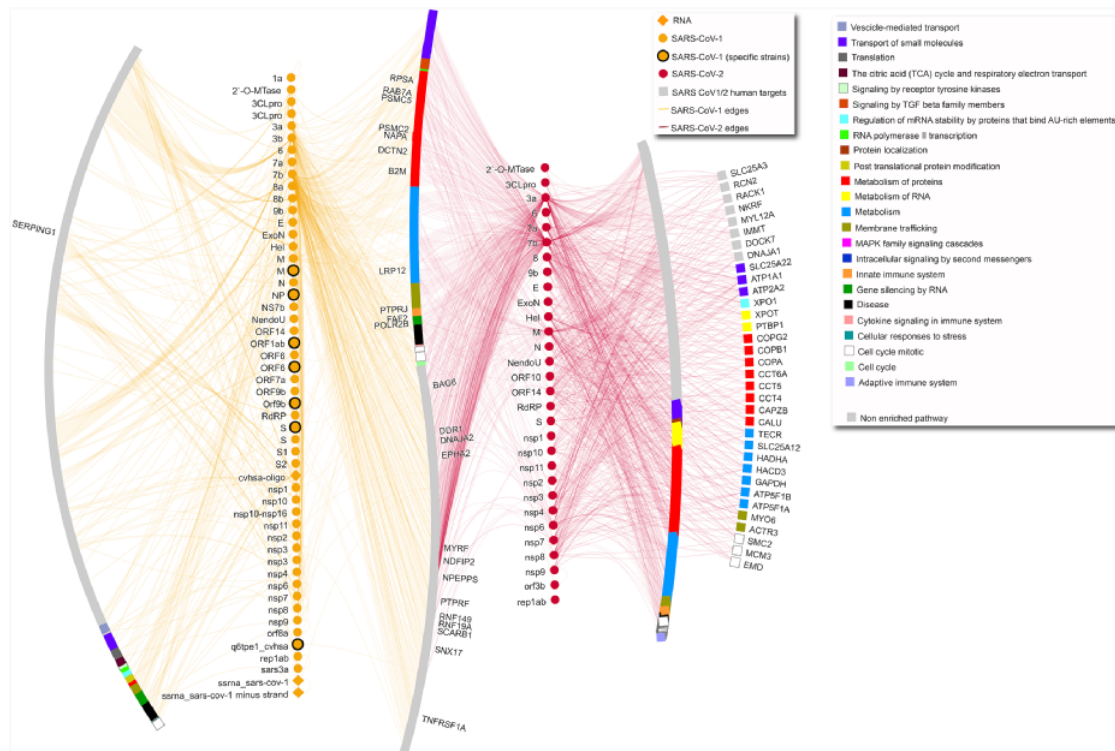 SERPING1
1a
2`-O-MTase
3CLpro
3CLpro
3a
3b
6
7a
7b
8a
8b
9b
E
ExoN
Hel
M
M
N
NP
NS7b
NendoU
ORF14
ORF1ab
ORF6
ORF6
ORF7a
ORF9b
Orf9b
RdRP
S
S
S1
S2
cvhsa-oligo
nsp1
nsp10
nsp10-nsp16
nsp11
nsp2
nsp3
nsp3
nsp4
nsp6
nsp7
nsp8
nsp9
orf6a
q6tpe1_cvhsa
rep1ab
sars3a
ssrna_sars-cov-1
ssrna_sars-cov-1 minus strand
RPSA
RAB7A
PSMC5
PSMC2
NAPA
DCTN2
B2M
LRP12
PTPRJ
POLR2B
BAG6
DDR1
DNAJA2
EPHA2
MYRF
NDFIP2
NPEPPS
PTPRF
RNF149
RNF19A
SCARB1
SNX17
TNFRSF1A
2`-O-MTase
3CLpro
3a
6
7a
7b
8
9b
E
ExoN
Hel
M
N
NendoU
ORF10
ORF14
RdRP
S
nsp1
nsp10
nsp11
nsp2
nsp3
nsp4
nsp6
nsp7
nsp8
nsp9
orf3b
rep1ab
SLC25A3
RCN2
RACK1
NKRF
MYL12A
IMMT
DOCK7
DNAJA1
SLC25A22
ATP1A1
ATP2A2
XPO1
XPOT
PTBP1
COPG2
COPB1
COPA
CCT6A
CCT5
CCT4
CAPZB
CALU
TECR
SLC25A12
HADHA
HACD3
GAPDH
ATP5F1B
ATP5F1A
MYO6
ACTR3
SMC2
MCM3
EMD
RNA
SARS-CoV-1
SARS-CoV-1 (specific strains)
SARS-CoV-2
SARS CoV1/2 human targets
SARS-CoV-1 edges
SARS-CoV-2 edges
Vescicle-mediated transport
Transport of small molecules
Translation
The citric acid (TCA) cycle and respiratory electron transport
Signaling by receptor tyrosine kinases
Signaling by TGF beta family members
Regulation of mRNA stability by proteins that bind AU-rich elements
RNA polymerase II transcription
Protein localization
Post translational protein modification
Metabolism of proteins
Metabolism of RNA
Metabolism
Membrane trafficking
MAPK family signaling cascades
Intracellular signaling by second messengers
Innate immune system
Gene silencing by RNA
Disease
Cytokine signaling in immune system
Cellular responses to stress
Cell cycle mitotic
Cell cycle
Adaptive immune system
Non enriched pathway